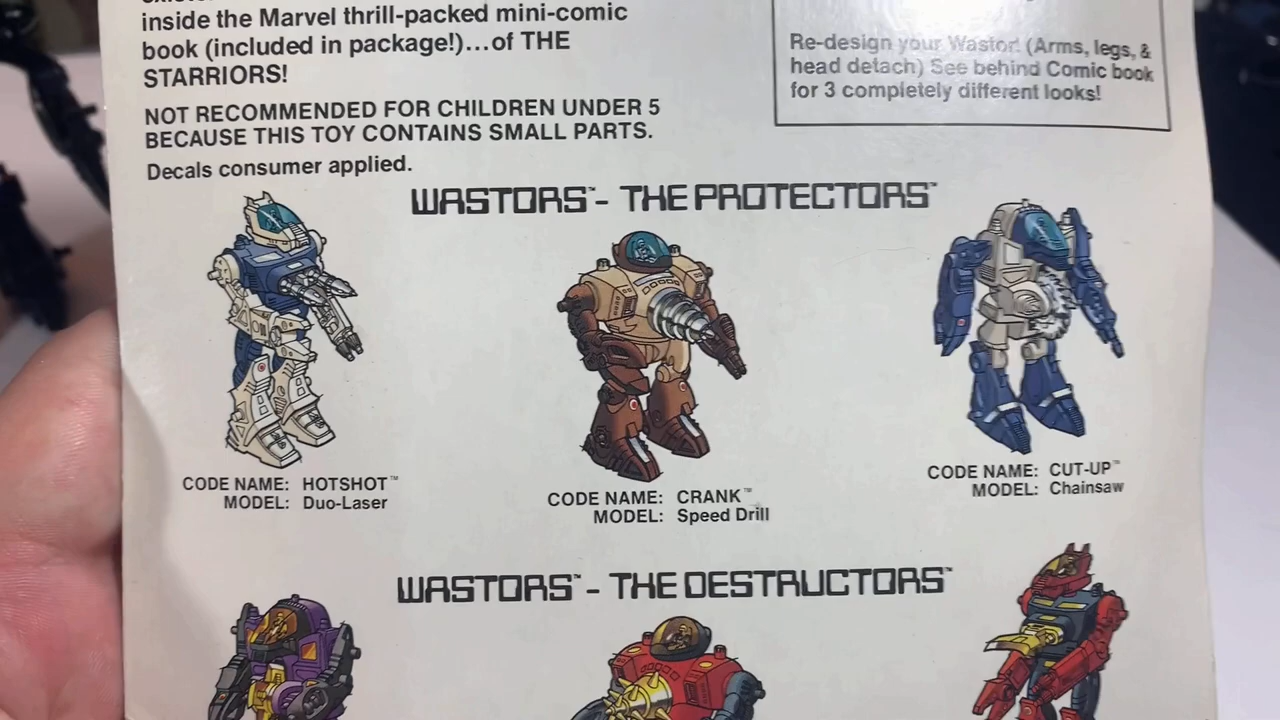 inside the Marvel thrill-packed mini-comic
book (included in package!)...of THE
STARRIORS!
NOT RECOMMENDED FOR CHILDREN UNDER 5
BECAUSE THIS TOY CONTAINS SMALL PARTS.
Decals consumer applied.
Re-design your Wastor! (Arms, legs, &
head detach) See behind Comic book
for 3 completely different looks!
WASTORS™ - THE PROTECTORS™
CODE NAME: HOTSHOT™
MODEL: Duo-Laser
CODE NAME: CRANK™
MODEL: Speed Drill
CODE NAME: CUT-UP™
MODEL: Chainsaw
WASTORS™ - THE DESTRUCTORS™